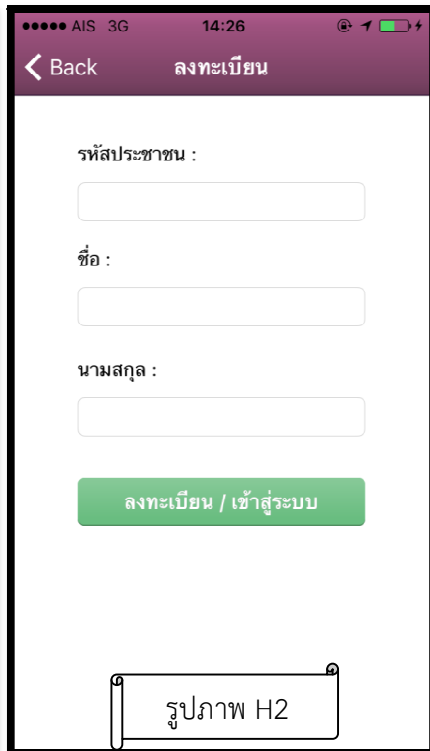 AIS 3G 14:26
Back ลงทะเบียน
รหัสประชาชน :
ชื่อ :
นามสกุล :
ลงทะเบียน / เข้าสู่ระบบ
รูปภาพ H2